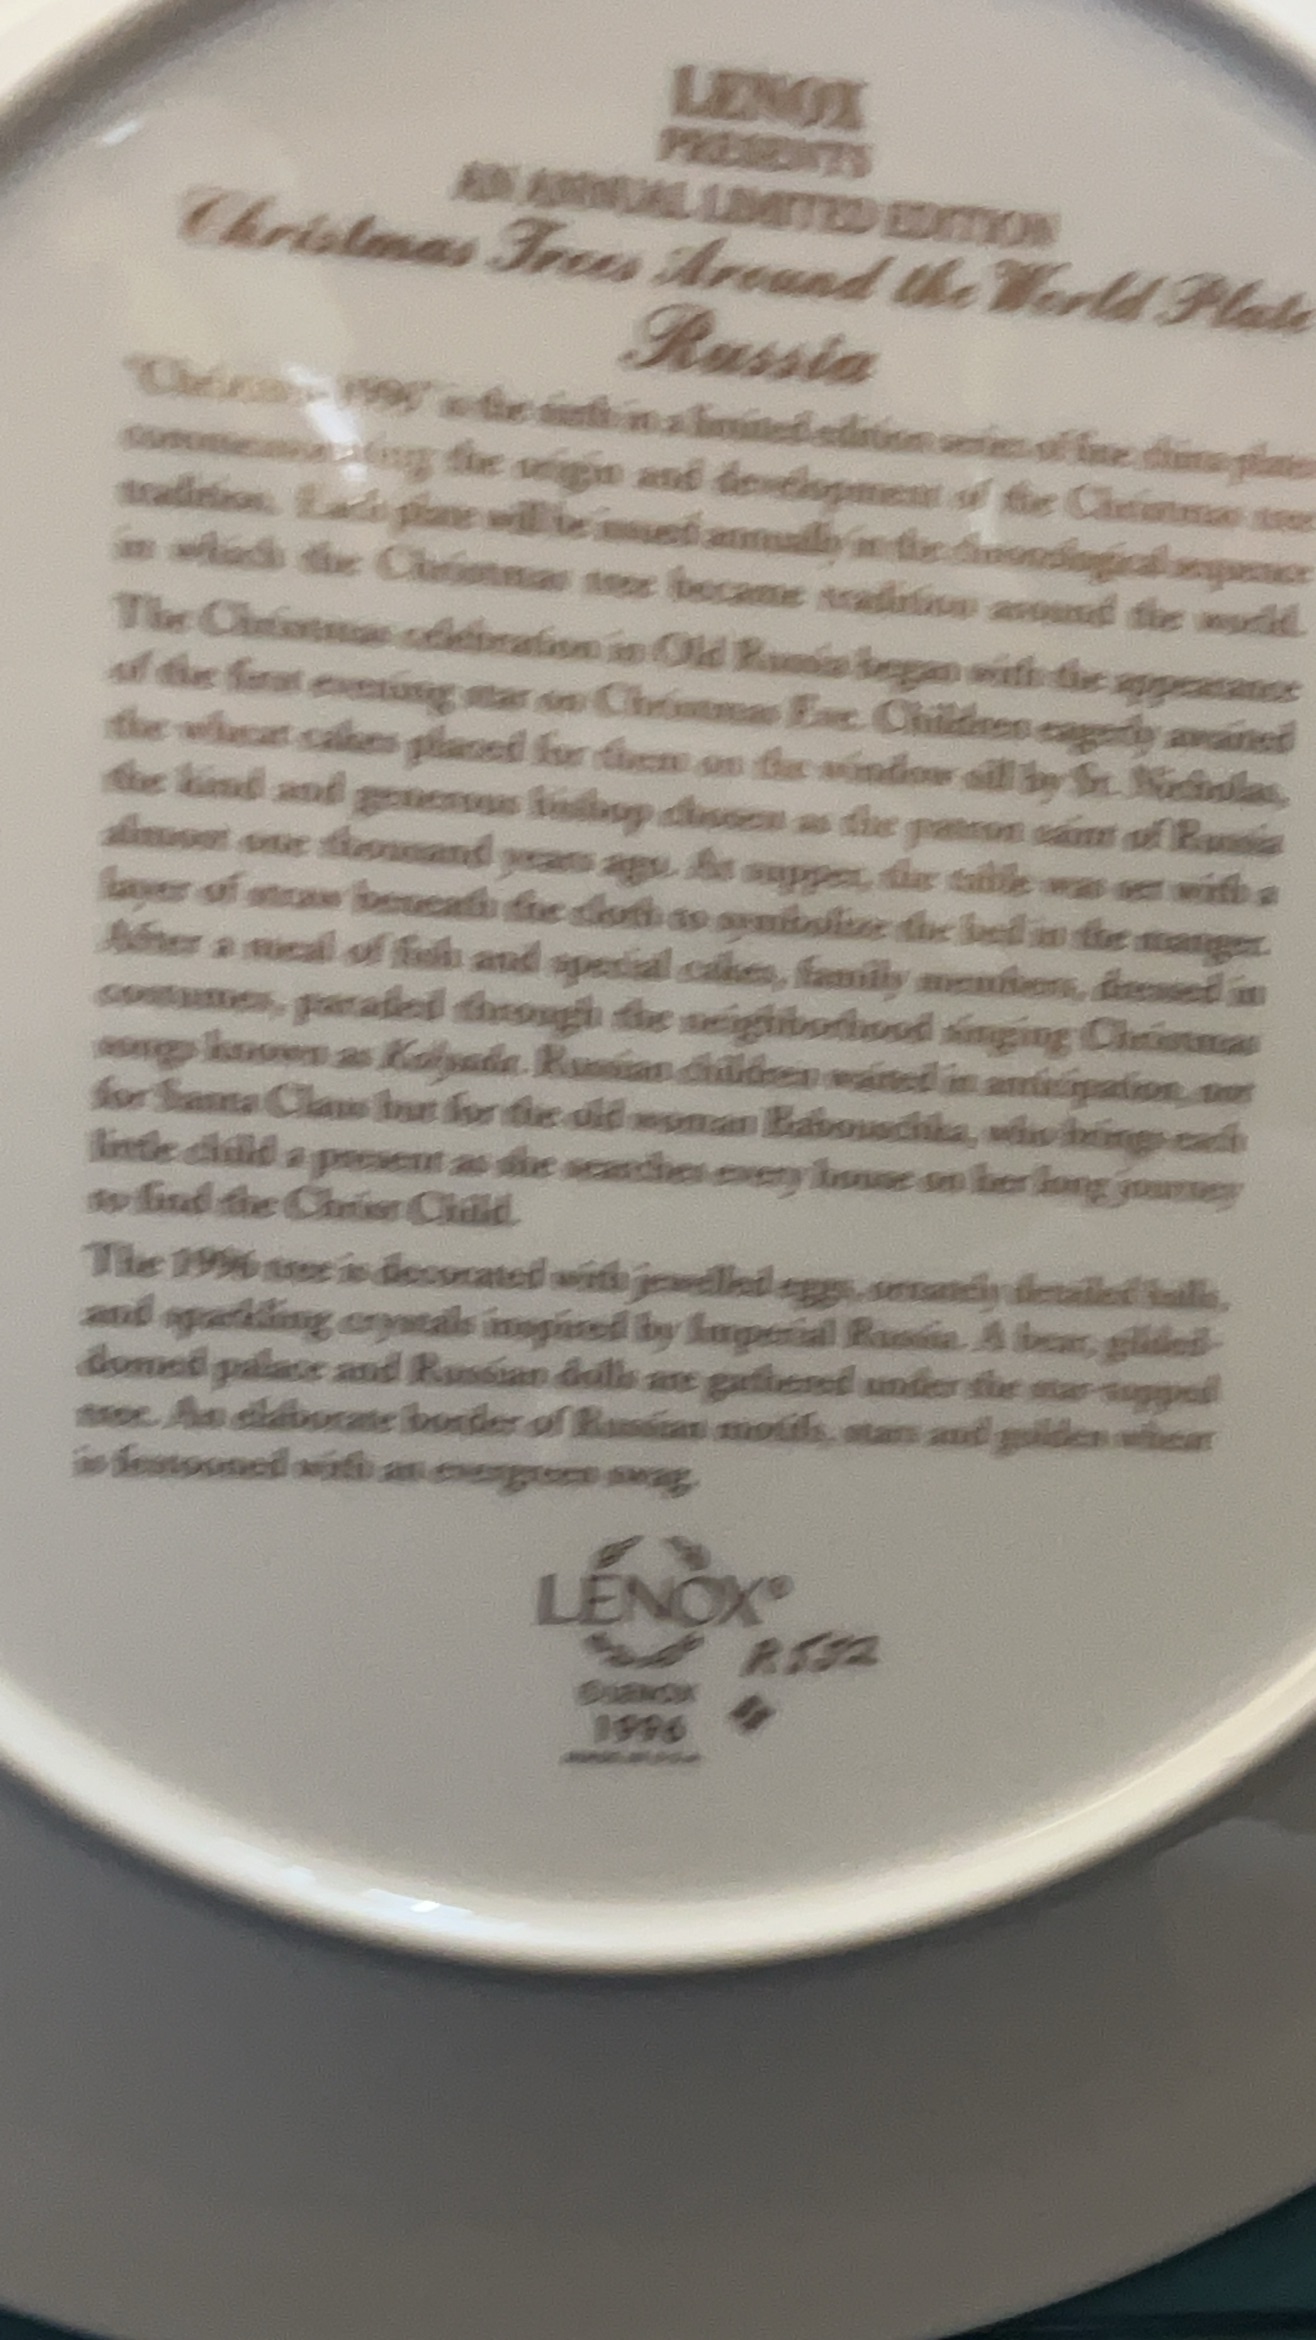 LENOX
PRESENTS
AN ANNUAL LIMITED EDITION
Christmas Trees Around the World Plate
Russia
"Christmas 1996" is the sixth in a limited-edition series of fine china plates
commemorating the origin and development of the Christmas tree
tradition. Each plate will be issued annually in the chronological sequence
in which the Christmas tree became tradition around the world.
The Christmas celebration in Old Russia began with the appearance
of the first evening star on Christmas Eve. Children eagerly awaited
the wheat cakes placed for them on the window sill by St. Nicholas,
the kind and generous bishop chosen as the patron saint of Russia
almost one thousand years ago. At supper, the table was set with a
layer of straw beneath the cloth to symbolize the bed in the manger.
After a meal of fish and special cakes, family members, dressed in
costumes, paraded through the neighborhood singing Christmas
songs known as Kolyada. Russian children waited in anticipation, not
for Santa Claus but for the old woman Babouschka, who brings each
little child a present as she searches every house on her long journey
to find the Christ Child.
The 1996 tree is decorated with jewelled eggs, ornately detailed balls,
and sparkling crystals inspired by Imperial Russia. A bear, gilded-
domed palace and Russian dolls are gathered under the star-topped
tree. An elaborate border of Russian motifs, stars and golden wheat
is festooned with an evergreen swag.
LENOX®
© LENOX
1996
MADE IN U.S.A.